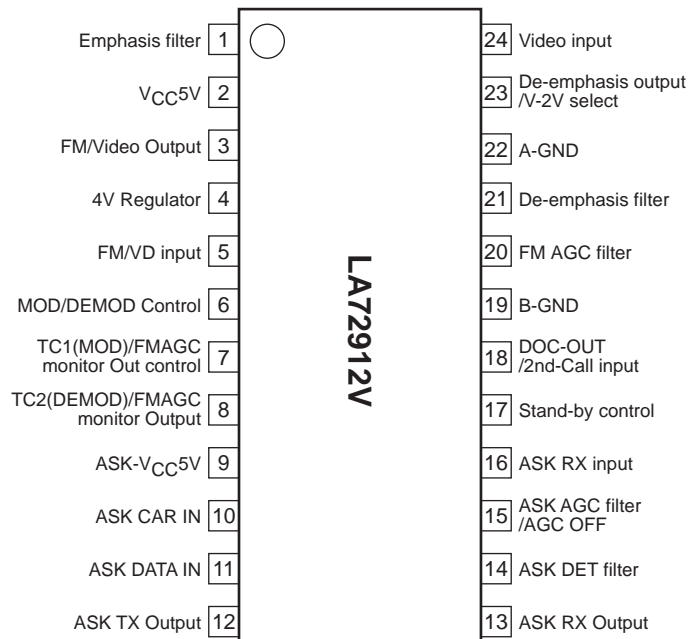 Emphasis filter 1
VCC5V 2
FM/Video Output 3
4V Regulator 4
FM/VD input 5
MOD/DEMOD Control 6
TC1(MOD)/FMAGC
monitor Out control 7
TC2(DEMOD)/FMAGC
monitor Output 8
ASK-VCC5V 9
ASK CAR IN 10
ASK DATA IN 11
ASK TX Output 12
LA72912V
24 Video input
23 De-emphasis output
/V-2V select
22 A-GND
21 De-emphasis filter
20 FM AGC filter
19 B-GND
18 DOC-OUT
/2nd-Call input
17 Stand-by control
16 ASK RX input
15 ASK AGC filter
/AGC OFF
14 ASK DET filter
13 ASK RX Output